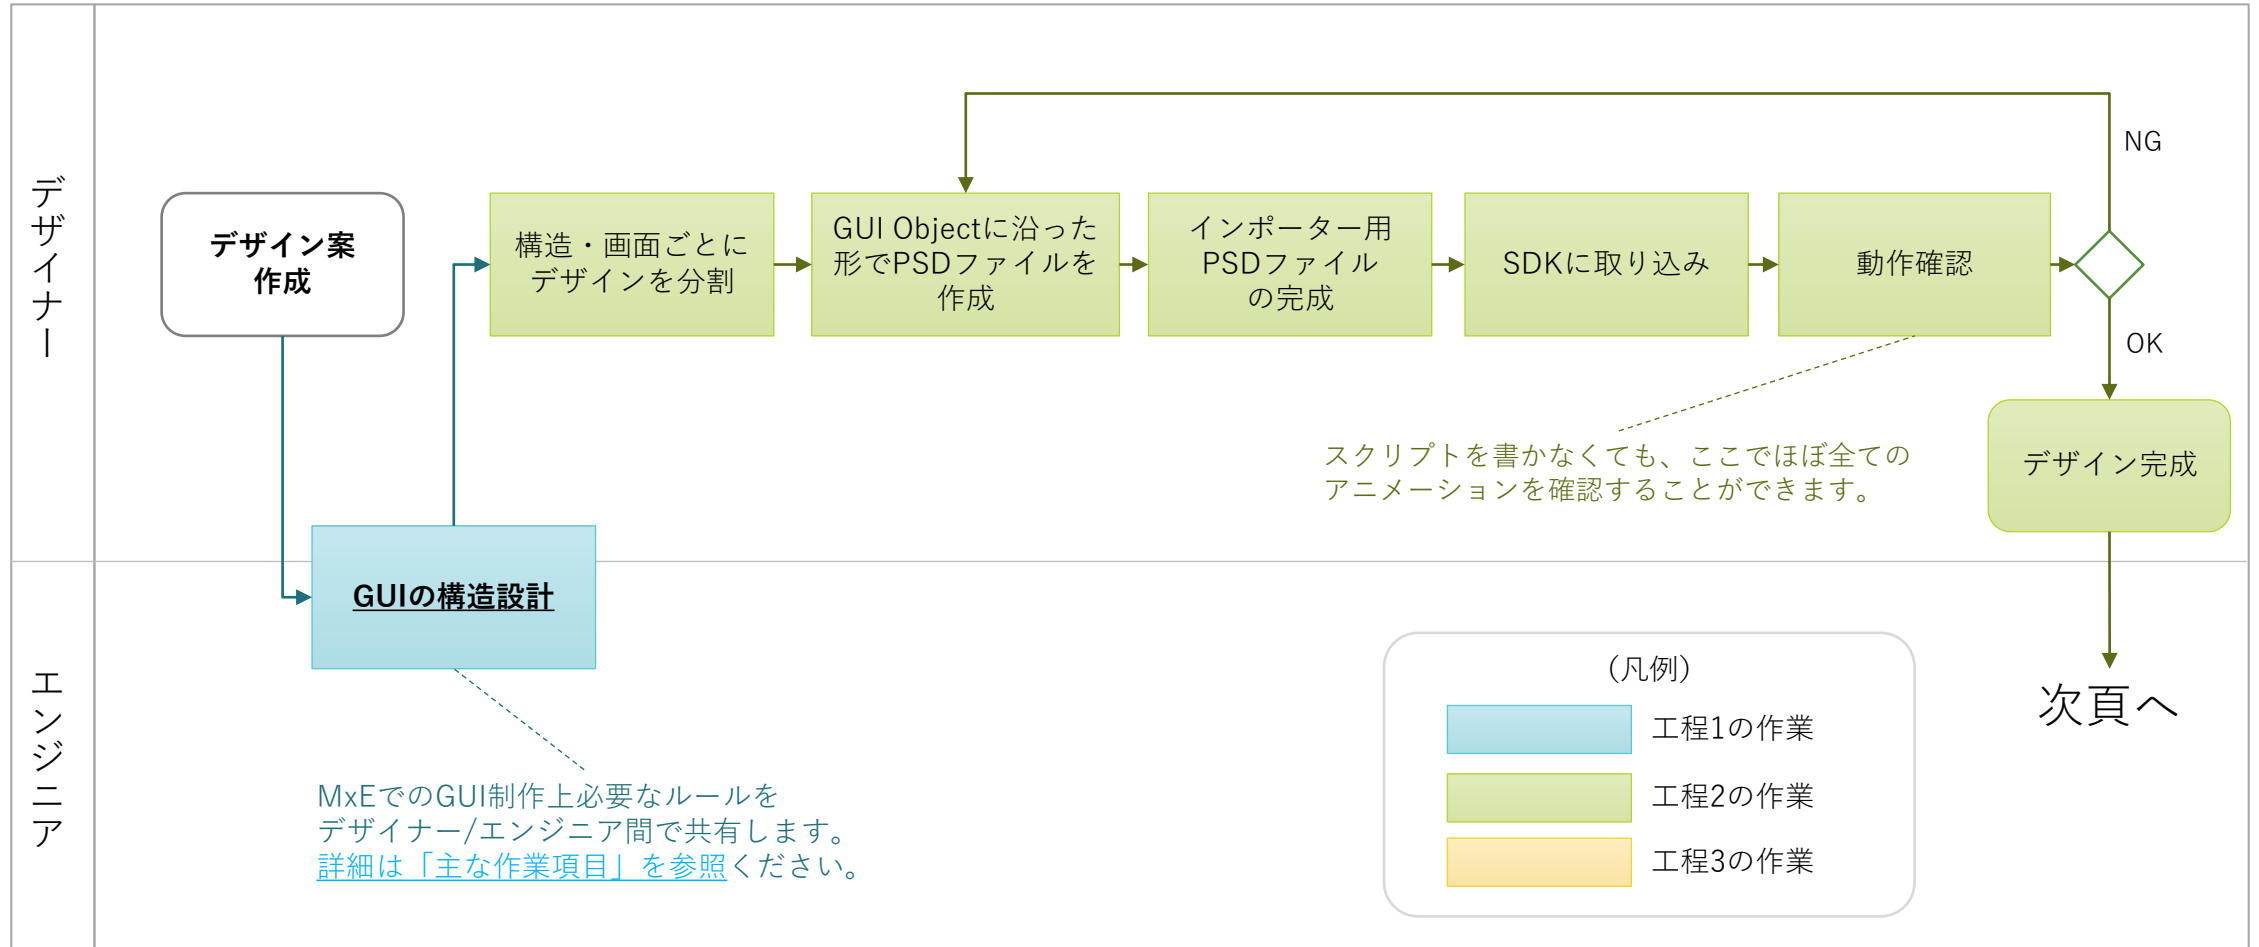 デザイナー
デザイン案
作成
構造・画面ごとに
デザインを分割
GUI Objectに沿った
形でPSDファイルを
作成
インポーター用
PSDファイル
の完成
SDKに取り込み
動作確認
NG
OK
スクリプトを書かなくても、ここでほぼ全ての
アニメーションを確認することができます。
デザイン完成
エンジニア
GUIの構造設計
MxEでのGUI制作上必要なルールを
デザイナー/エンジニア間で共有します。
詳細は「主な作業項目」を参照ください。
(凡例)
工程1の作業
工程2の作業
工程3の作業
次頁へ